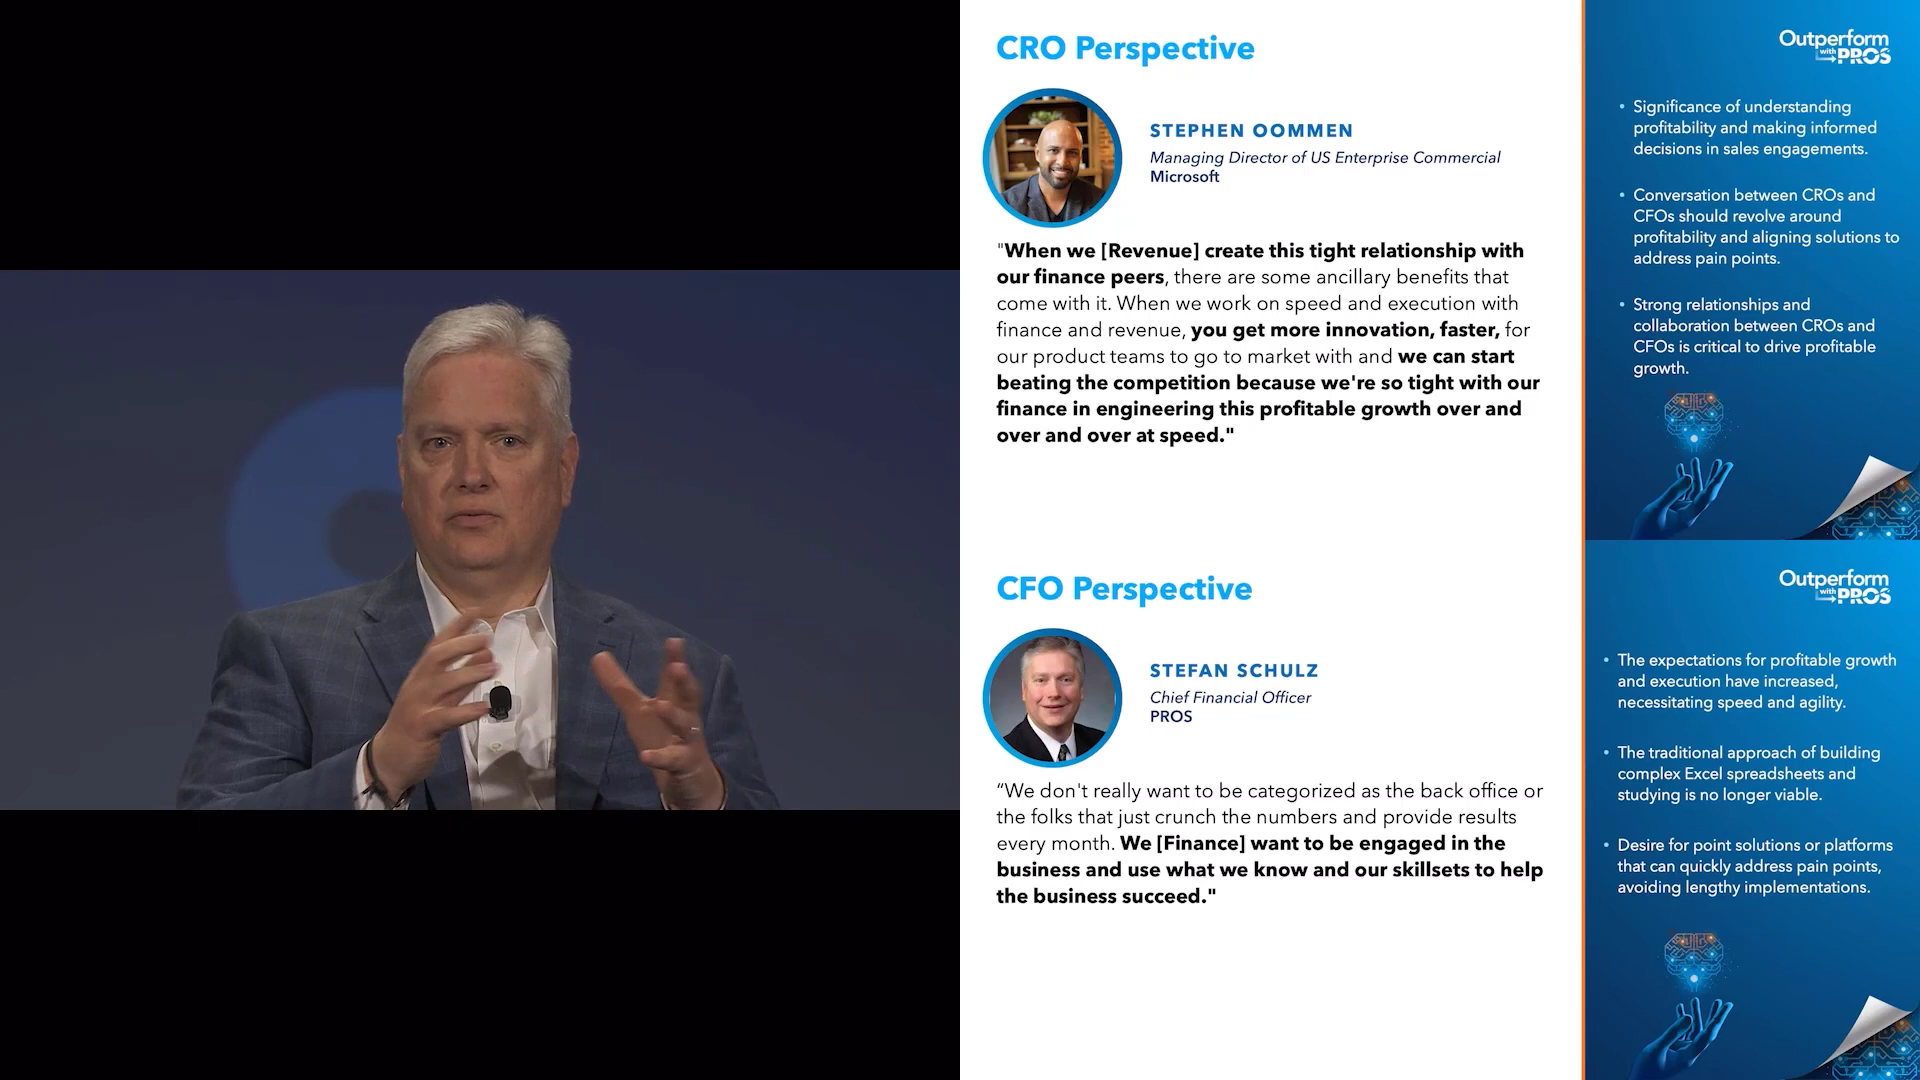 CRO Perspective
STEPHEN OOMMEN
Managing Director of US Enterprise Commercial
Microsoft
"When we [Revenue] create this tight relationship with
our finance peers, there are some ancillary benefits that
come with it. When we work on speed and execution with
finance and revenue, you get more innovation, faster, for
our product teams to go to market with and we can start
beating the competition because we're so tight with our
finance in engineering this profitable growth over and
over and over at speed."
Outperform
with PROS
• Significance of understanding
profitability and making informed
decisions in sales engagements.
• Conversation between CROs and
CFOs should revolve around
profitability and aligning solutions to
address pain points.
• Strong relationships and
collaboration between CROs and
CFOs is critical to drive profitable
growth.
CFO Perspective
STEFAN SCHULZ
Chief Financial Officer
PROS
“We don't really want to be categorized as the back office or
the folks that just crunch the numbers and provide results
every month. We [Finance] want to be engaged in the
business and use what we know and our skillsets to help
the business succeed."
Outperform
with PROS
• The expectations for profitable growth
and execution have increased,
necessitating speed and agility.
• The traditional approach of building
complex Excel spreadsheets and
studying is no longer viable.
• Desire for point solutions or platforms
that can quickly address pain points,
avoiding lengthy implementations.